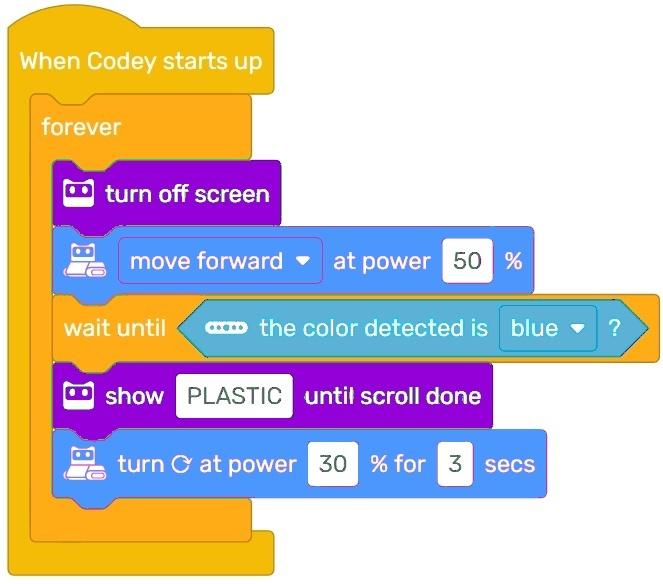 When Codey starts up
forever
turn off screen
move forward at power 50 %
wait until the color detected is blue ?
show PLASTIC until scroll done
turn at power 30 % for 3 secs